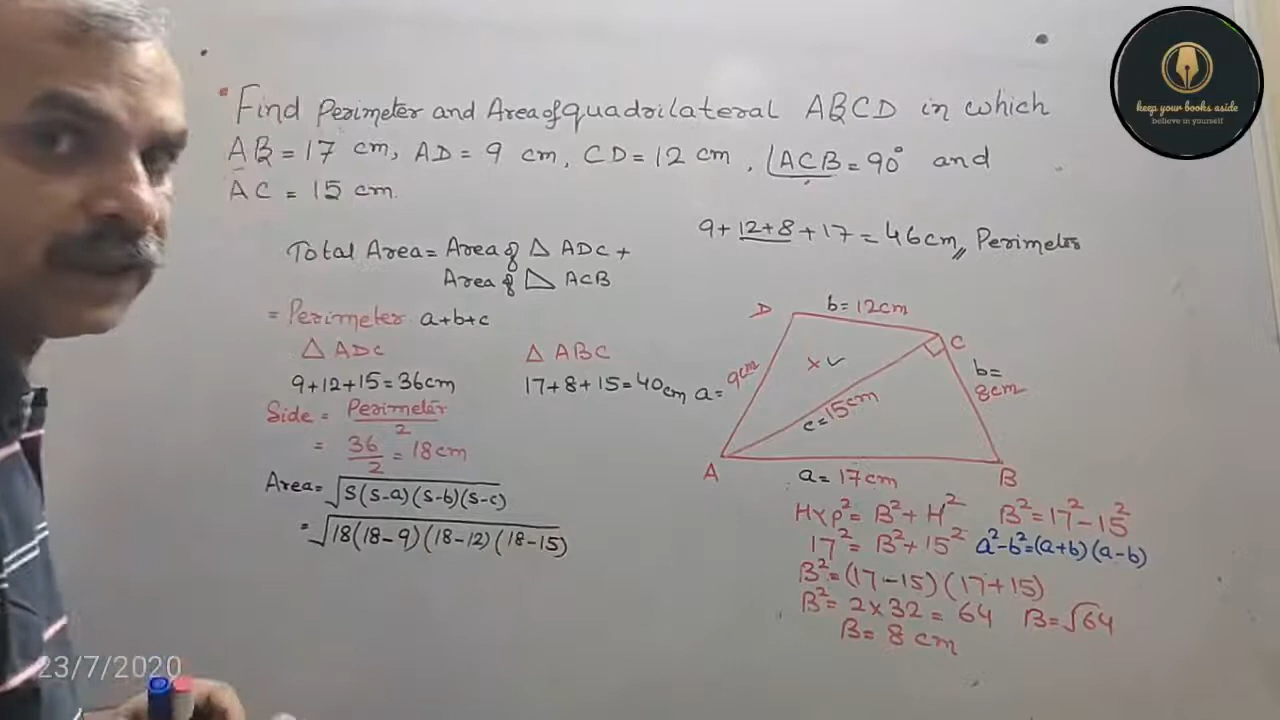 Find Perimeter and Area of quadrilateral ABCD in which
AB = 17 cm, AD = 9 cm, CD = 12 cm, ∠ACB = 90° and
AC = 15 cm.
9 + 12 + 8 + 17 = 46 cm,, Perimeter
Total Area = Area of △ ADC +
Area of ◺ ACB
= Perimeter a+b+c
△ ADC
△ ABC
9+12+15 = 36cm
17+8+15 = 40cm
Side = Perimeter/2
= 36/2 = 18cm
Area = √S(S-a)(S-b)(S-c)
= √18(18-9)(18-12)(18-15)
D
b = 12cm
C
a = 9cm
×✓
b =
8cm
c = 15cm
A
a = 17cm
B
Hyp² = B² + H² B² = 17² - 15²
17² = B² + 15² a²-b² = (a+b)(a-b)
B² = (17-15)(17+15)
B² = 2×32 = 64 B = √64
B = 8 cm
keep your books aside
believe in yourself
23/7/2020